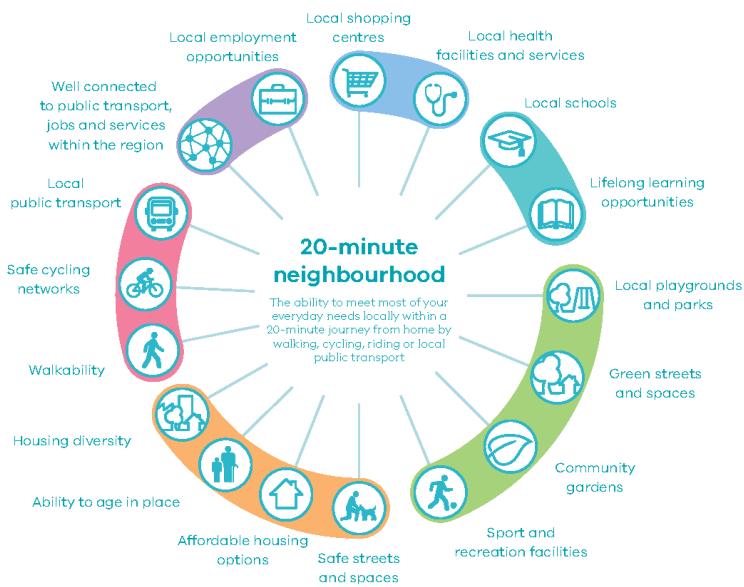 Local shopping
centres
Local health
facilities and services
Local schools
Lifelong learning
opportunities
Local playgrounds
and parks
Green streets
and spaces
Community
gardens
Sport and
recreation facilities
Safe streets
and spaces
Affordable housing
options
Ability to age in place
Housing diversity
Walkability
Safe cycling
networks
Local
public transport
Well connected
to public transport,
jobs and services
within the region
Local employment
opportunities
20-minute
neighbourhood
The ability to meet most of your
everyday needs locally within a
20-minute journey from home by
walking, cycling, riding or local
public transport